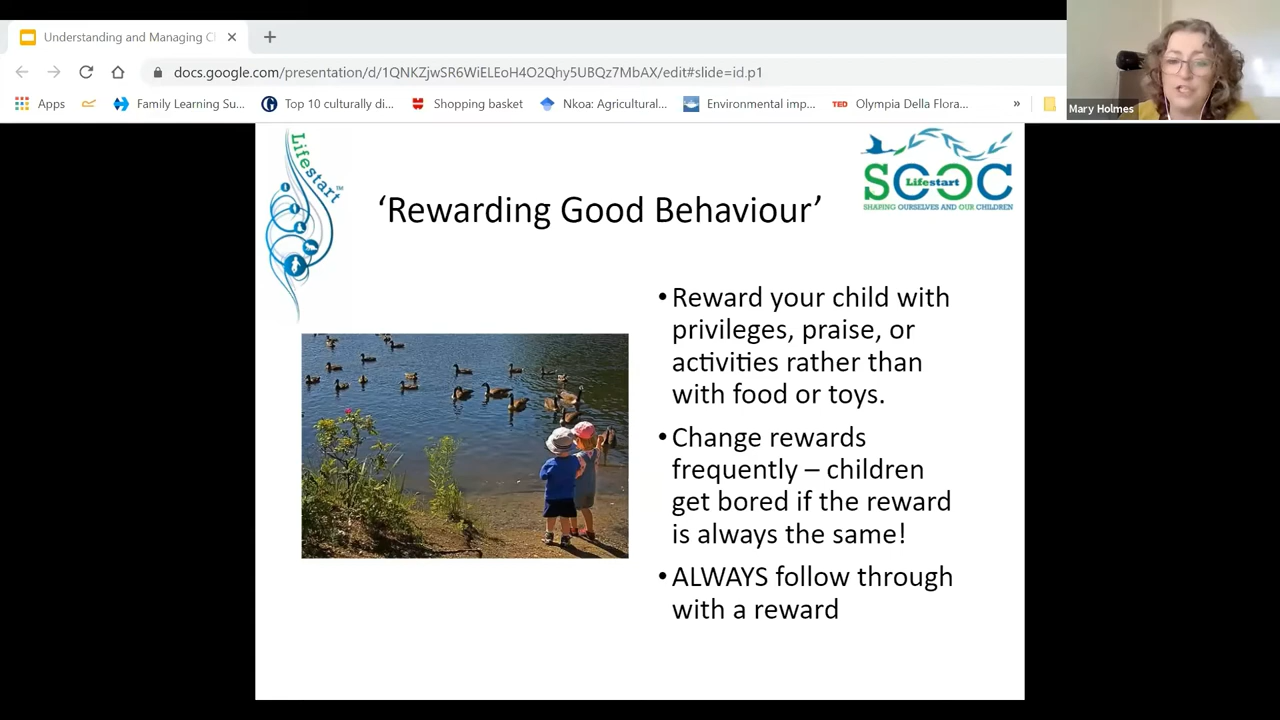 Understanding and Managing C
docs.google.com/presentation/d/1QNKZjwSR6WiELEoH4O2Qhy5UBQz7MbAX/edit#slide=id.p1
Apps
Family Learning Su...
Top 10 culturally di...
Shopping basket
Nkoa: Agricultural...
Environmental imp...
TED
Olympia Della Flora...
»
Mary Holmes
Lifestart™
SOOC
Lifestart
SHAPING OURSELVES AND OUR CHILDREN
‘Rewarding Good Behaviour’
• Reward your child with
privileges, praise, or
activities rather than
with food or toys.
• Change rewards
frequently – children
get bored if the reward
is always the same!
• ALWAYS follow through
with a reward